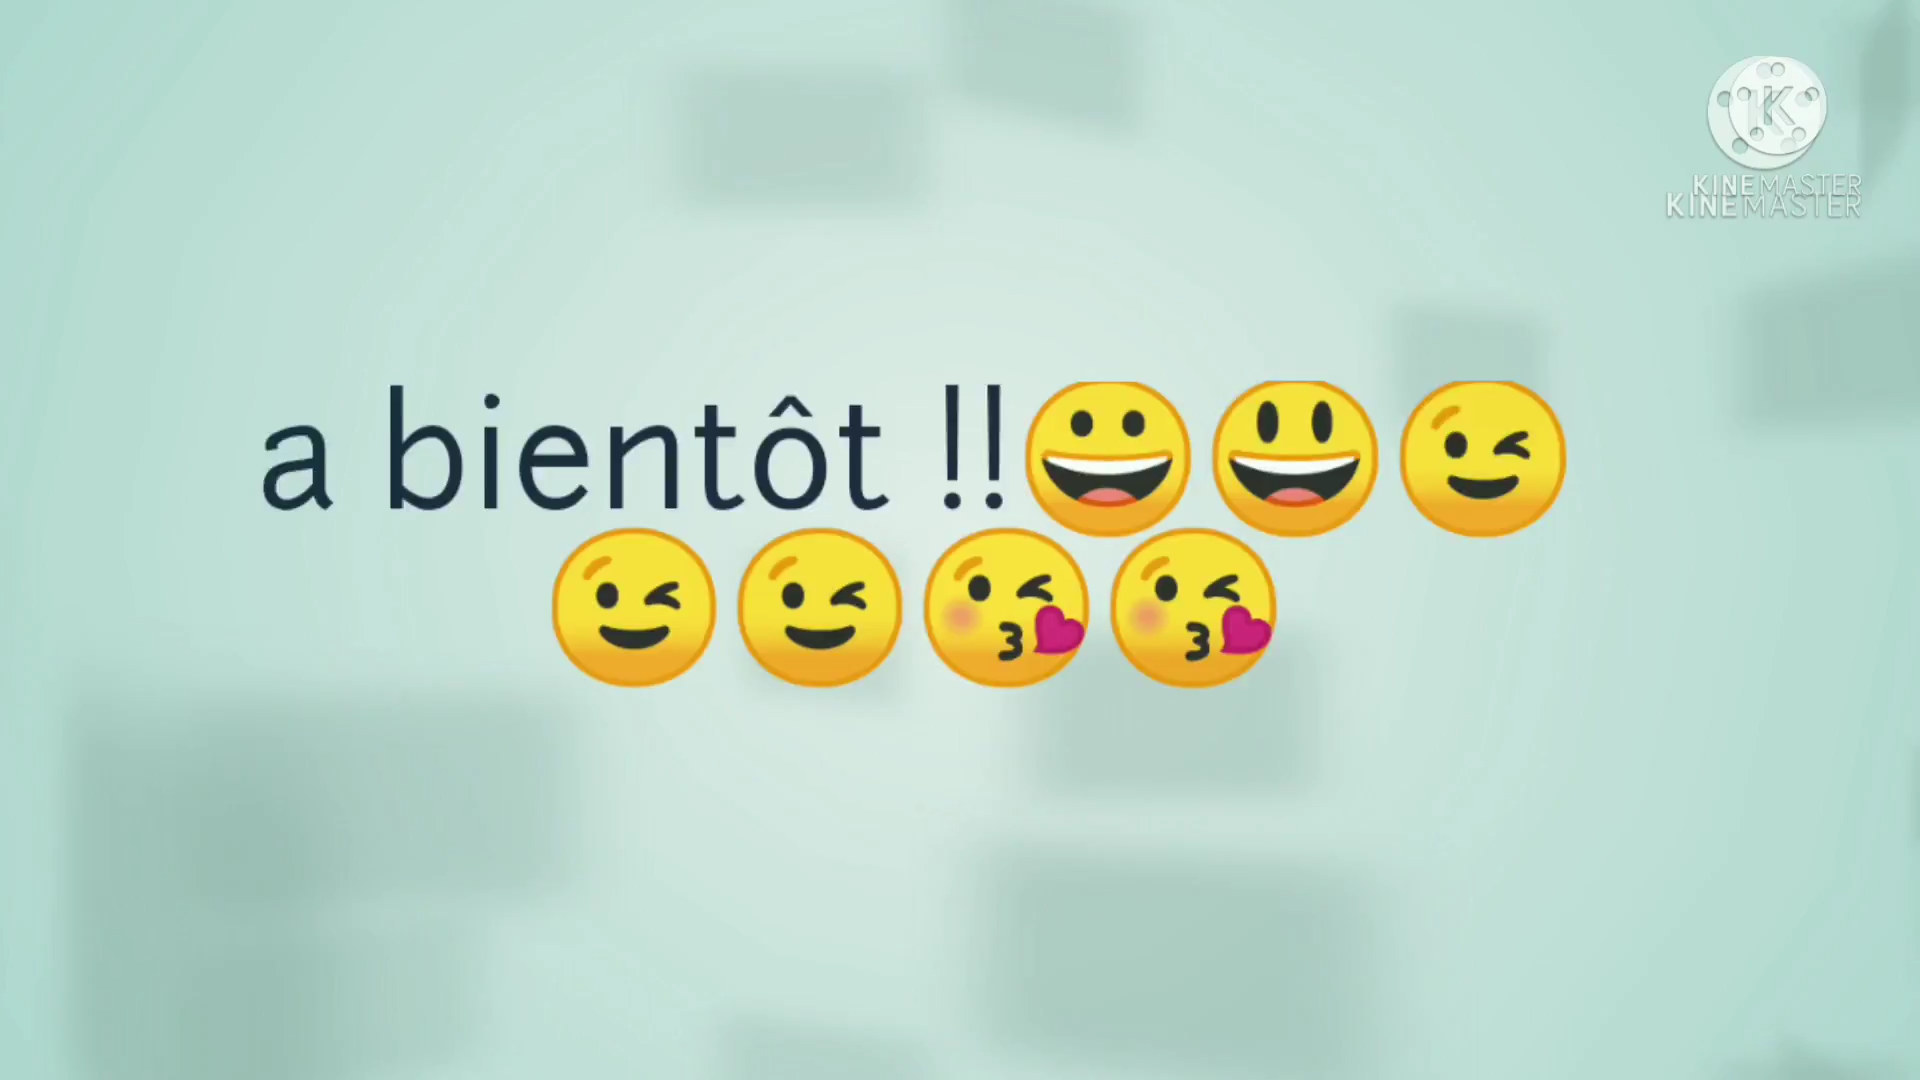 KINEMASTER
KINEMASTER
a bientôt !!😀😃😉
😉😉😘😘